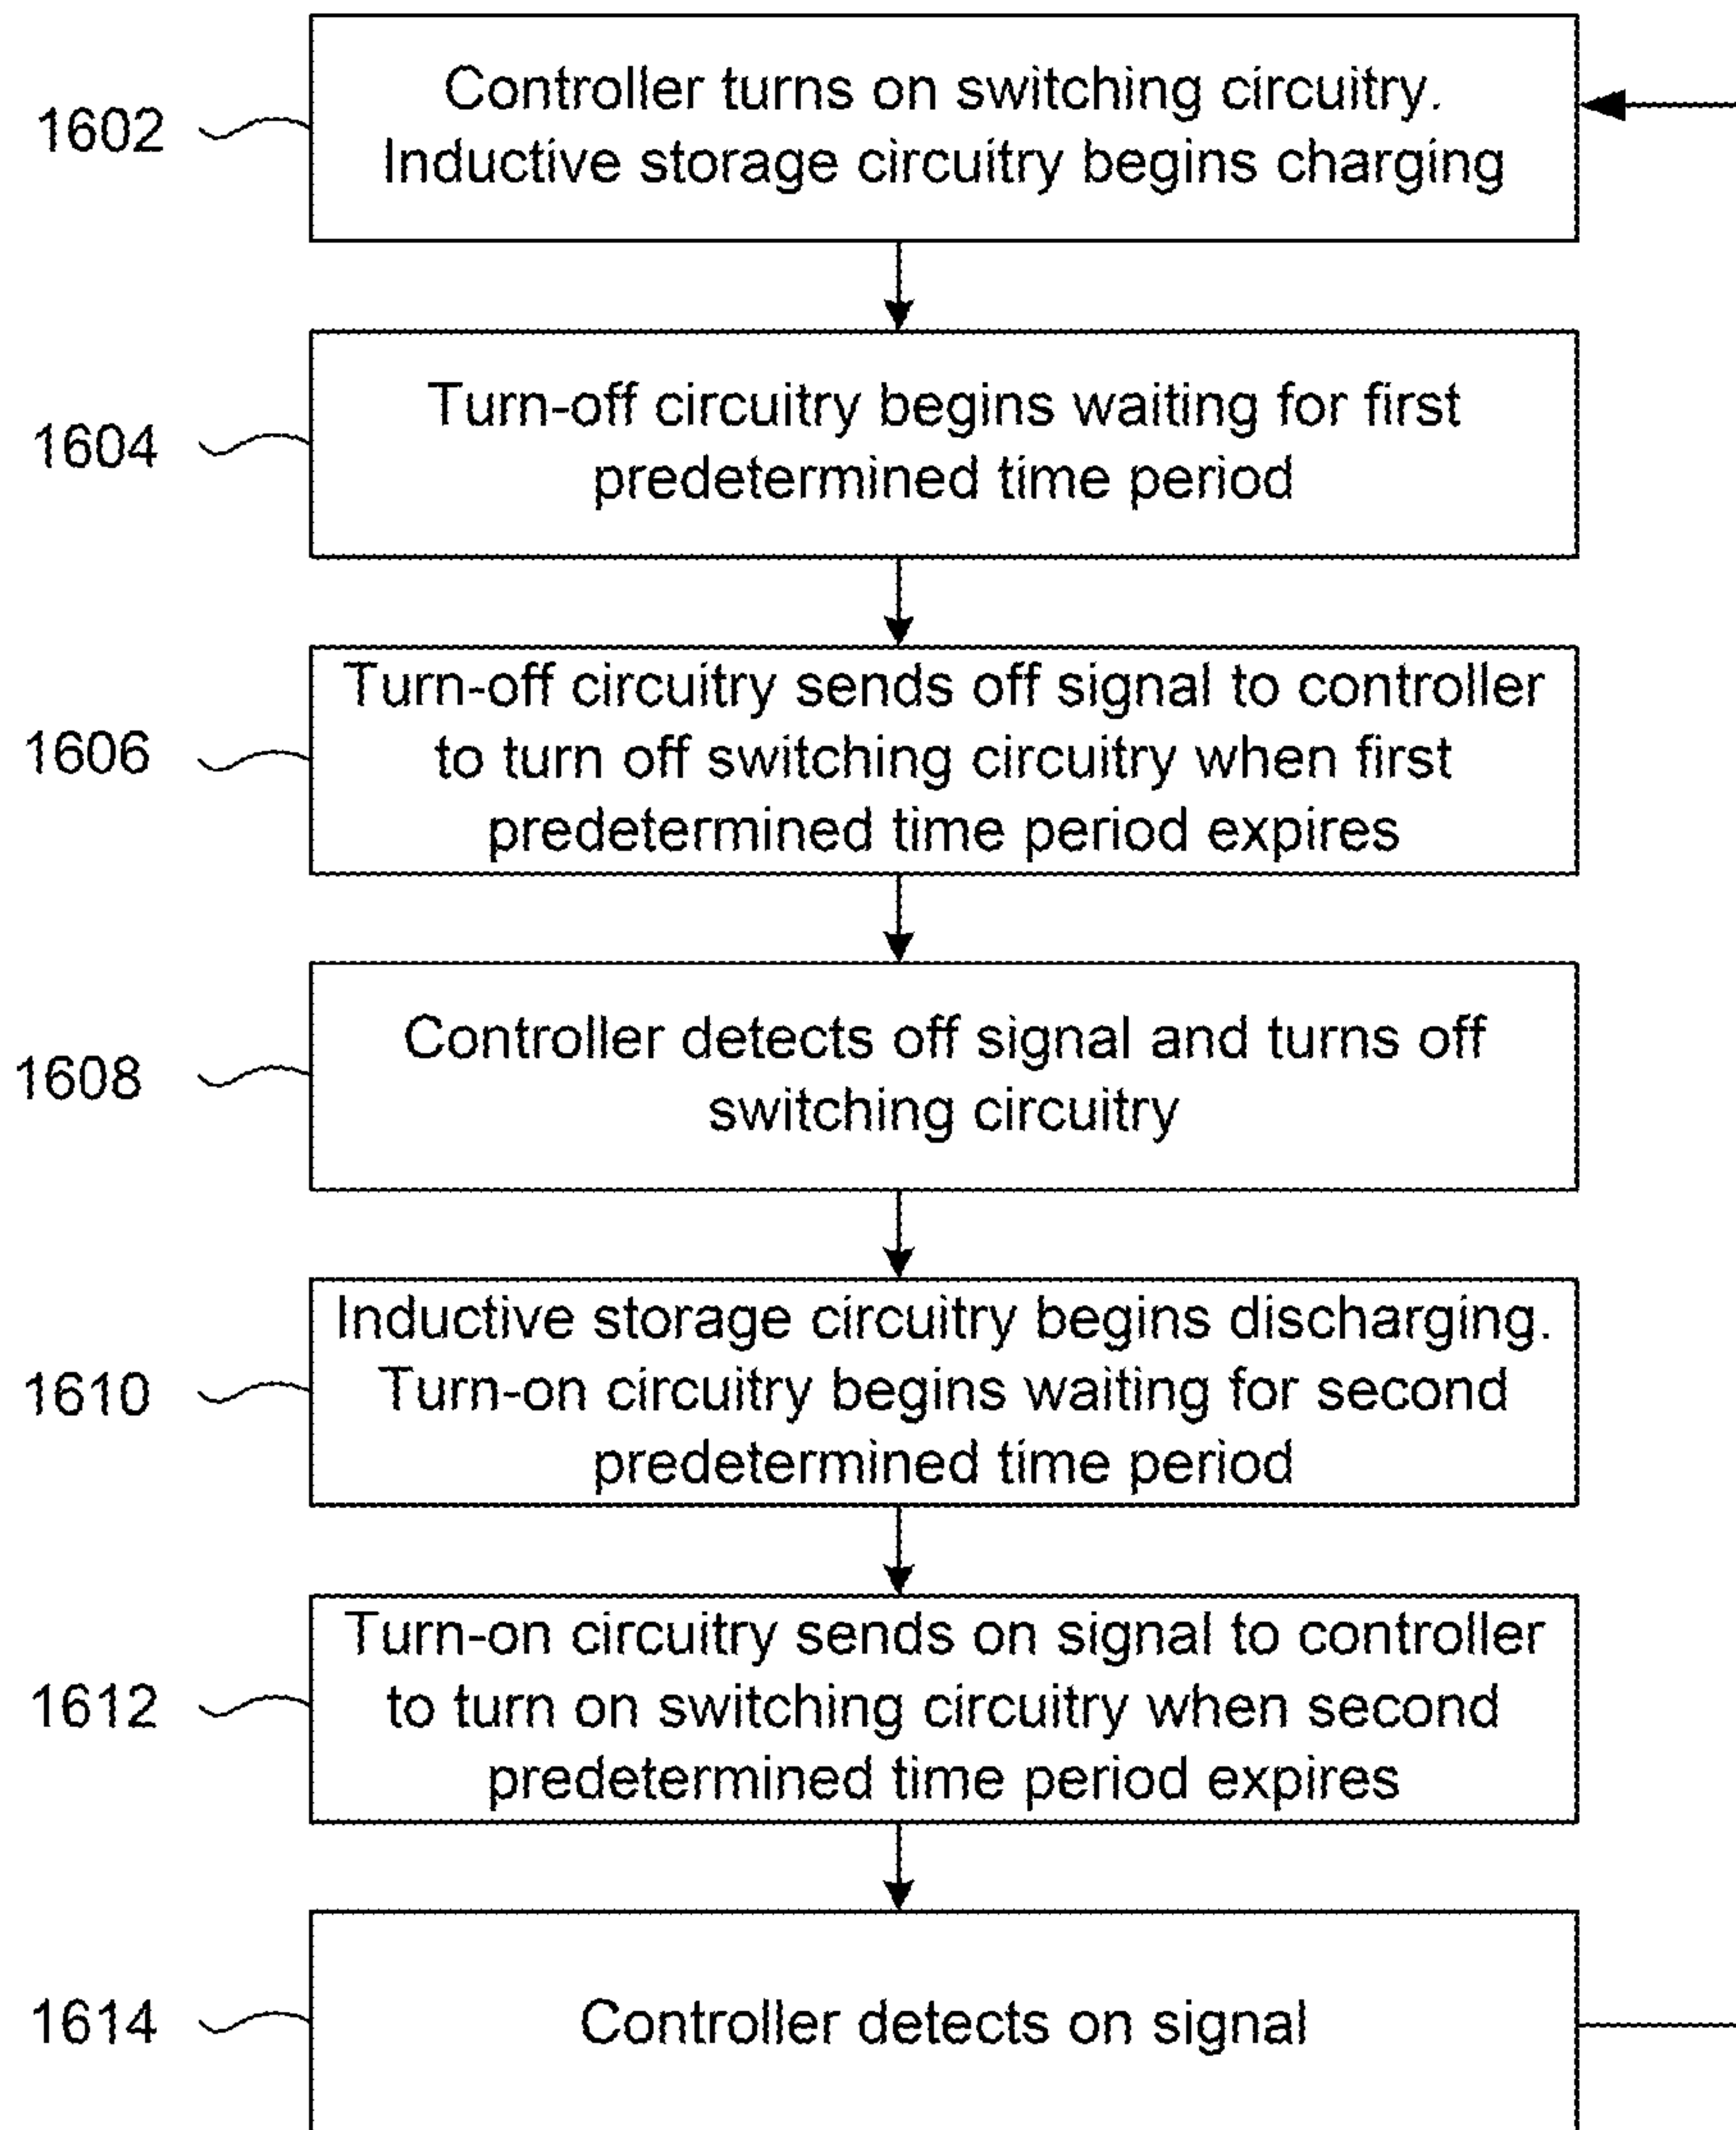 1602
Controller turns on switching circuitry.
Inductive storage circuitry begins charging
1604
Turn-off circuitry begins waiting for first
predetermined time period
1606
Turn-off circuitry sends off signal to controller
to turn off switching circuitry when first
predetermined time period expires
1608
Controller detects off signal and turns off
switching circuitry
1610
Inductive storage circuitry begins discharging.
Turn-on circuitry begins waiting for second
predetermined time period
1612
Turn-on circuitry sends on signal to controller
to turn on switching circuitry when second
predetermined time period expires
1614
Controller detects on signal